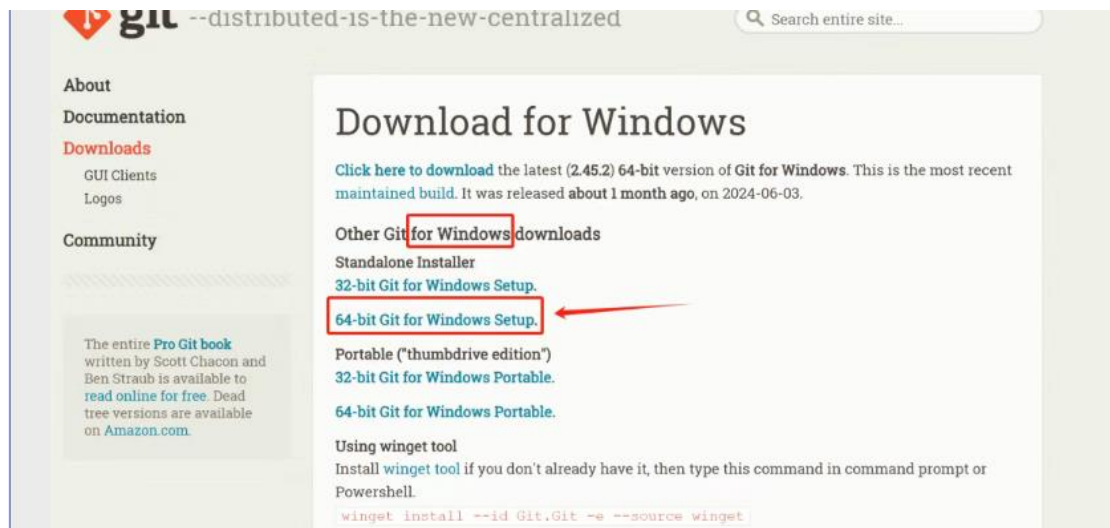 git --distributed-is-the-new-centralized
Search entire site...
About
Documentation
Downloads
GUI Clients
Logos
Community
The entire Pro Git book
written by Scott Chacon and
Ben Straub is available to
read online for free. Dead
tree versions are available
on Amazon.com.
Download for Windows
Click here to download the latest (2.45.2) 64-bit version of Git for Windows. This is the most recent
maintained build. It was released about 1 month ago, on 2024-06-03.
Other Git for Windows downloads
Standalone Installer
32-bit Git for Windows Setup.
64-bit Git for Windows Setup.
Portable ("thumbdrive edition")
32-bit Git for Windows Portable.
64-bit Git for Windows Portable.
Using winget tool
Install winget tool if you don't already have it, then type this command in command prompt or
Powershell.
winget install --id Git.Git -e --source winget